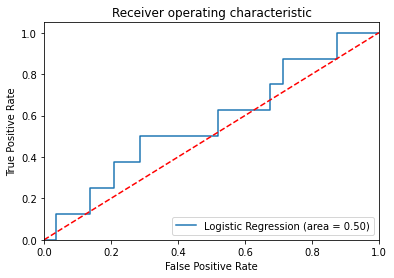 Receiver operating characteristic
True Positive Rate
1.0
0.8
0.6
0.4
0.2
0.0
Logistic Regression (area = 0.50)
0.0 0.2 0.4 0.6 0.8 1.0
False Positive Rate